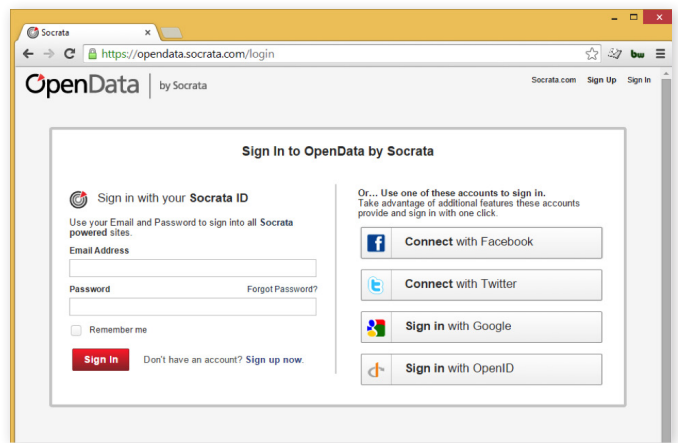 Socrata
https://opendata.socrata.com/login
bw
OpenData by Socrata
Socrata.com Sign Up Sign In
Sign In to OpenData by Socrata
Sign in with your Socrata ID
Use your Email and Password to sign into all Socrata
powered sites.
Email Address
Password Forgot Password?
Remember me
Sign In Don't have an account? Sign up now.
Or... Use one of these accounts to sign in.
Take advantage of additional features these accounts
provide and sign in with one click.
Connect with Facebook
Connect with Twitter
Sign in with Google
Sign in with OpenID